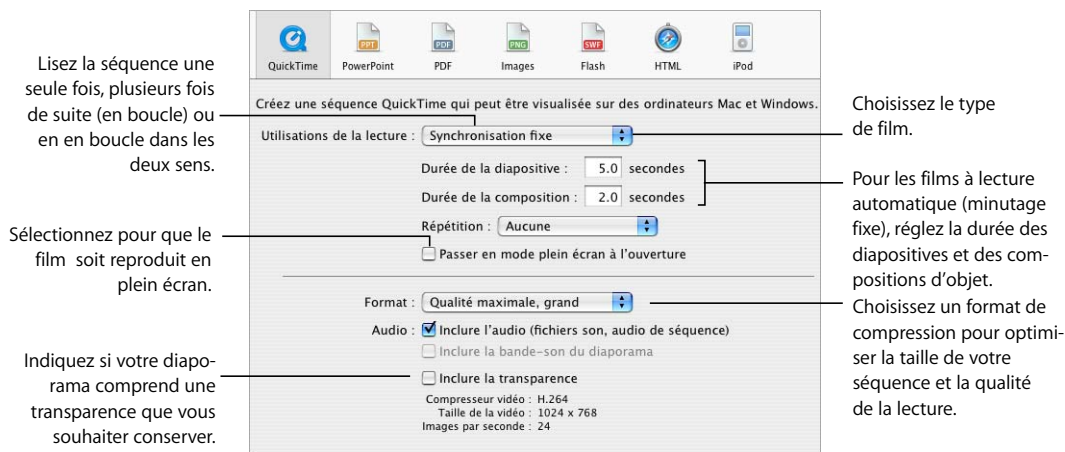 PPT
PDF
PNG
SWF
QuickTime
PowerPoint
PDF
Images
Flash
HTML
iPod
Lisez la séquence une
seule fois, plusieurs fois
de suite (en boucle) ou
en en boucle dans les
deux sens.
Sélectionnez pour que le
film soit reproduit en
plein écran.
Indiquez si votre diapo-
rama comprend une
transparence que vous
souhaiter conserver.
Créez une séquence QuickTime qui peut être visualisée sur des ordinateurs Mac et Windows.
Utilisations de la lecture : Synchronisation fixe
Durée de la diapositive : 5.0 secondes
Durée de la composition : 2.0 secondes
Répétition : Aucune
Passer en mode plein écran à l'ouverture
Format : Qualité maximale, grand
Audio : Inclure l'audio (fichiers son, audio de séquence)
Inclure la bande-son du diaporama
Inclure la transparence
Compresseur vidéo : H.264
Taille de la vidéo : 1024 x 768
Images par seconde : 24
Choisissez le type
de film.
Pour les films à lecture
automatique (minutage
fixe), réglez la durée des
diapositives et des com-
positions d'objet.
Choisissez un format de
compression pour optimi-
ser la taille de votre
séquence et la qualité
de la lecture.